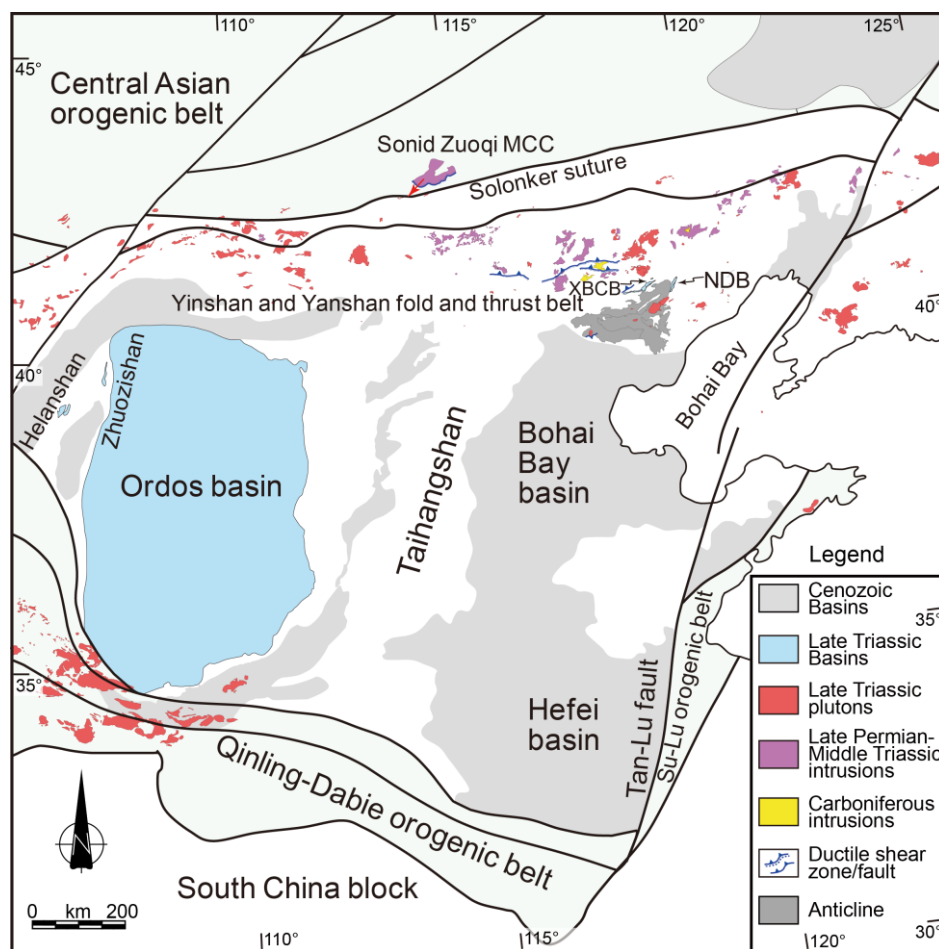 110°
115°
120°
125°
45°
Central Asian
orogenic belt
Sonid Zuoqi MCC
Solonker suture
XBCB
NDB
Yinshan and Yanshan fold and thrust belt
40°
40°
Helanshan
Zhuozishan
Bohai Bay
Ordos basin
Taihangshan
Bohai
Bay
basin
Legend
Cenozoic
Basins
35°
Late Triassic
Basins
Late Triassic
plutons
Late Permian-
Middle Triassic
intrusions
Carboniferous
intrusions
Ductile shear
zone/fault
Anticline
35°
Hefei
basin
Tan-Lu fault
Su-Lu orogenic belt
Qinling-Dabie orogenic belt
South China block
N
0 km 200
110°
115°
120°
30°